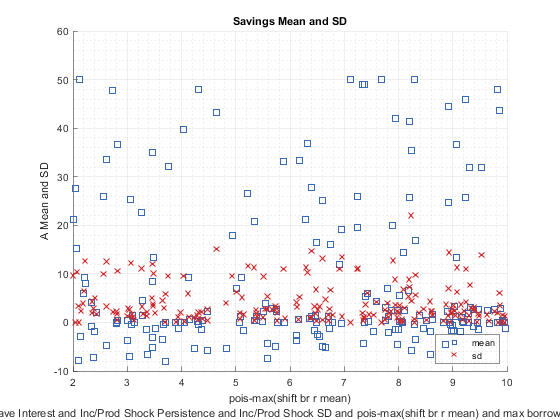 Savings Mean and SD
60
50
40
30
20
10
0
-10
A Mean and SD
2
3
4
5
6
7
8
9
10
mean
sd
pois-max(shift br r mean)
ave Interest and Inc/Prod Shock Persistence and Inc/Prod Shock SD and pois-max(shift br r mean) and max borrow